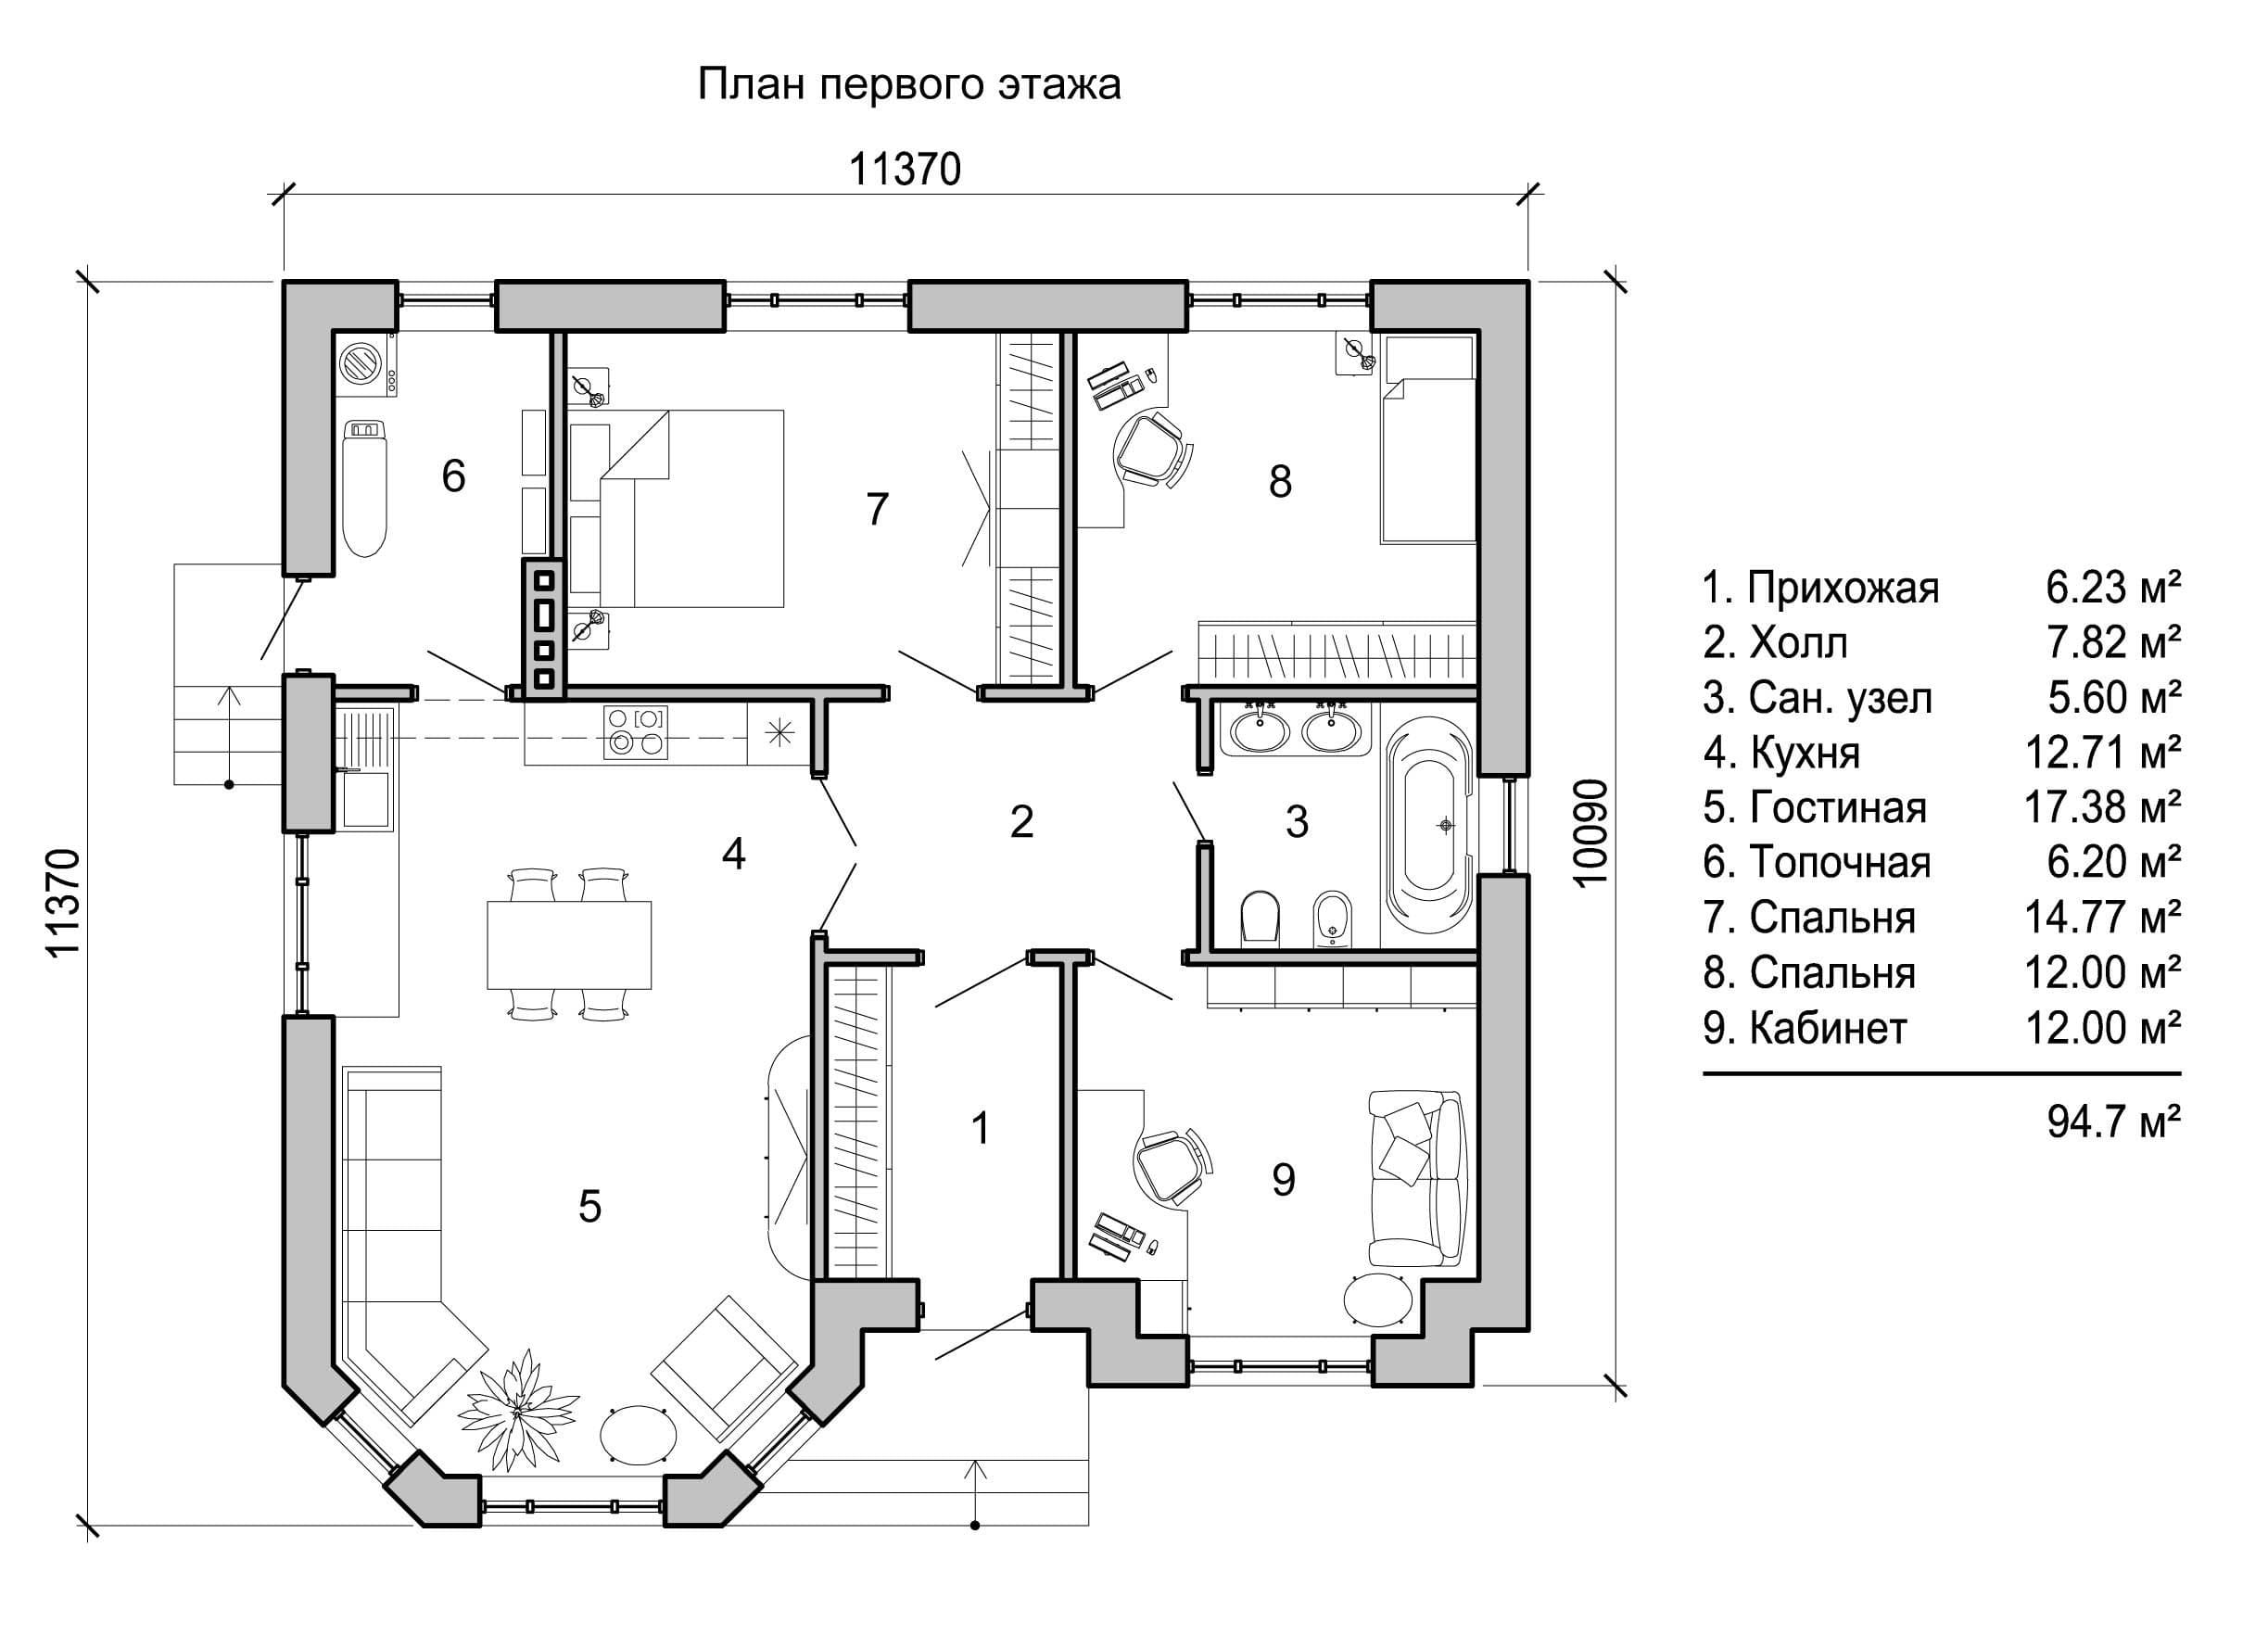 План первого этажа
11370
11370
10090
6
7
8
4
2
3
1
5
9
1. Прихожая 6.23 м²
2. Холл 7.82 м²
3. Сан. узел 5.60 м²
4. Кухня 12.71 м²
5. Гостиная 17.38 м²
6. Топочная 6.20 м²
7. Спальня 14.77 м²
8. Спальня 12.00 м²
9. Кабинет 12.00 м²
94.7 м²